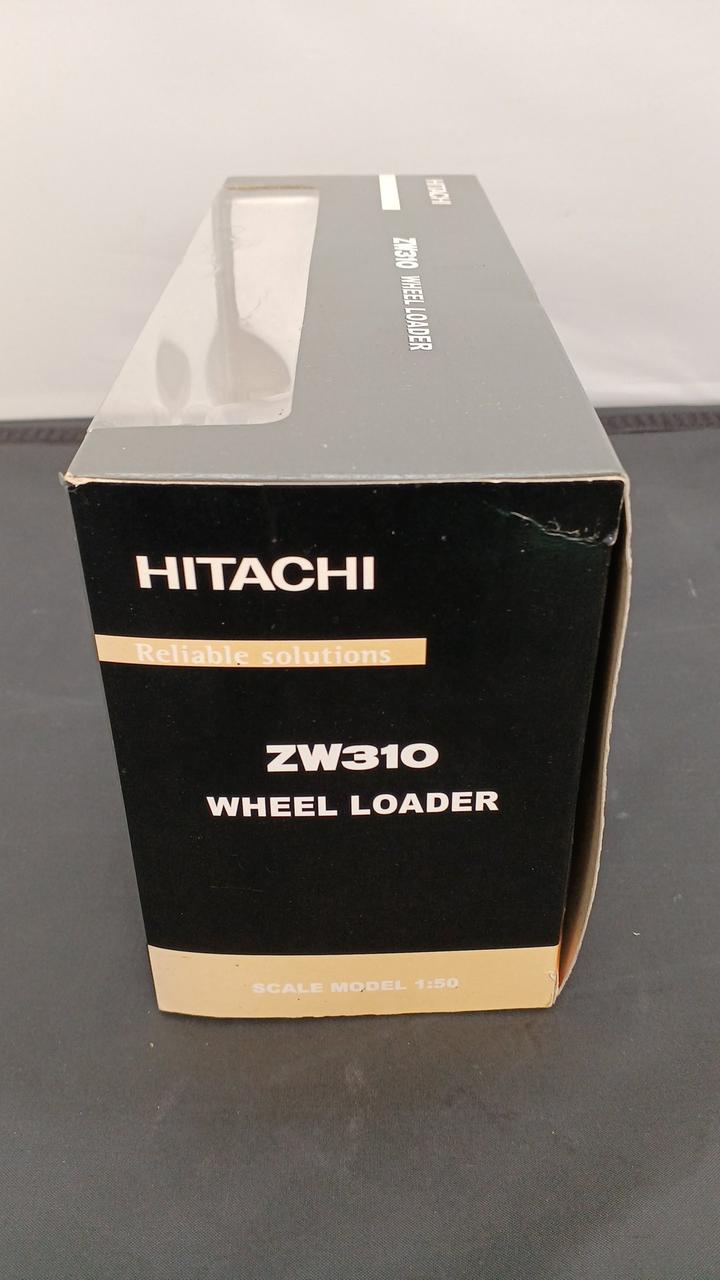 HITACHI
ZW310 WHEEL LOADER
HITACHI
Reliable solutions
ZW310
WHEEL LOADER
SCALE MODEL 1:50